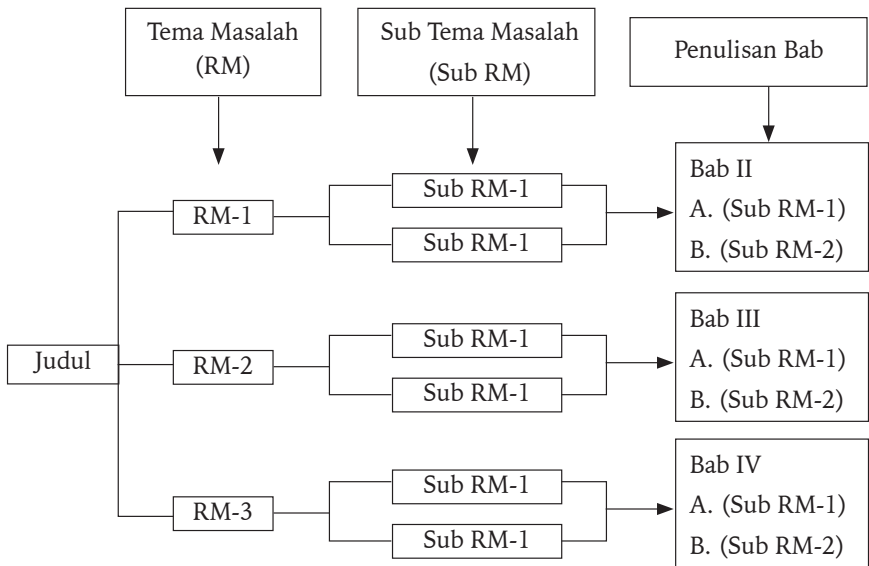 Tema Masalah
(RM)
Sub Tema Masalah
(Sub RM)
Penulisan Bab
Judul
RM-1
Sub RM-1
Sub RM-1
Bab II
A. (Sub RM-1)
B. (Sub RM-2)
RM-2
Sub RM-1
Sub RM-1
Bab III
A. (Sub RM-1)
B. (Sub RM-2)
RM-3
Sub RM-1
Sub RM-1
Bab IV
A. (Sub RM-1)
B. (Sub RM-2)